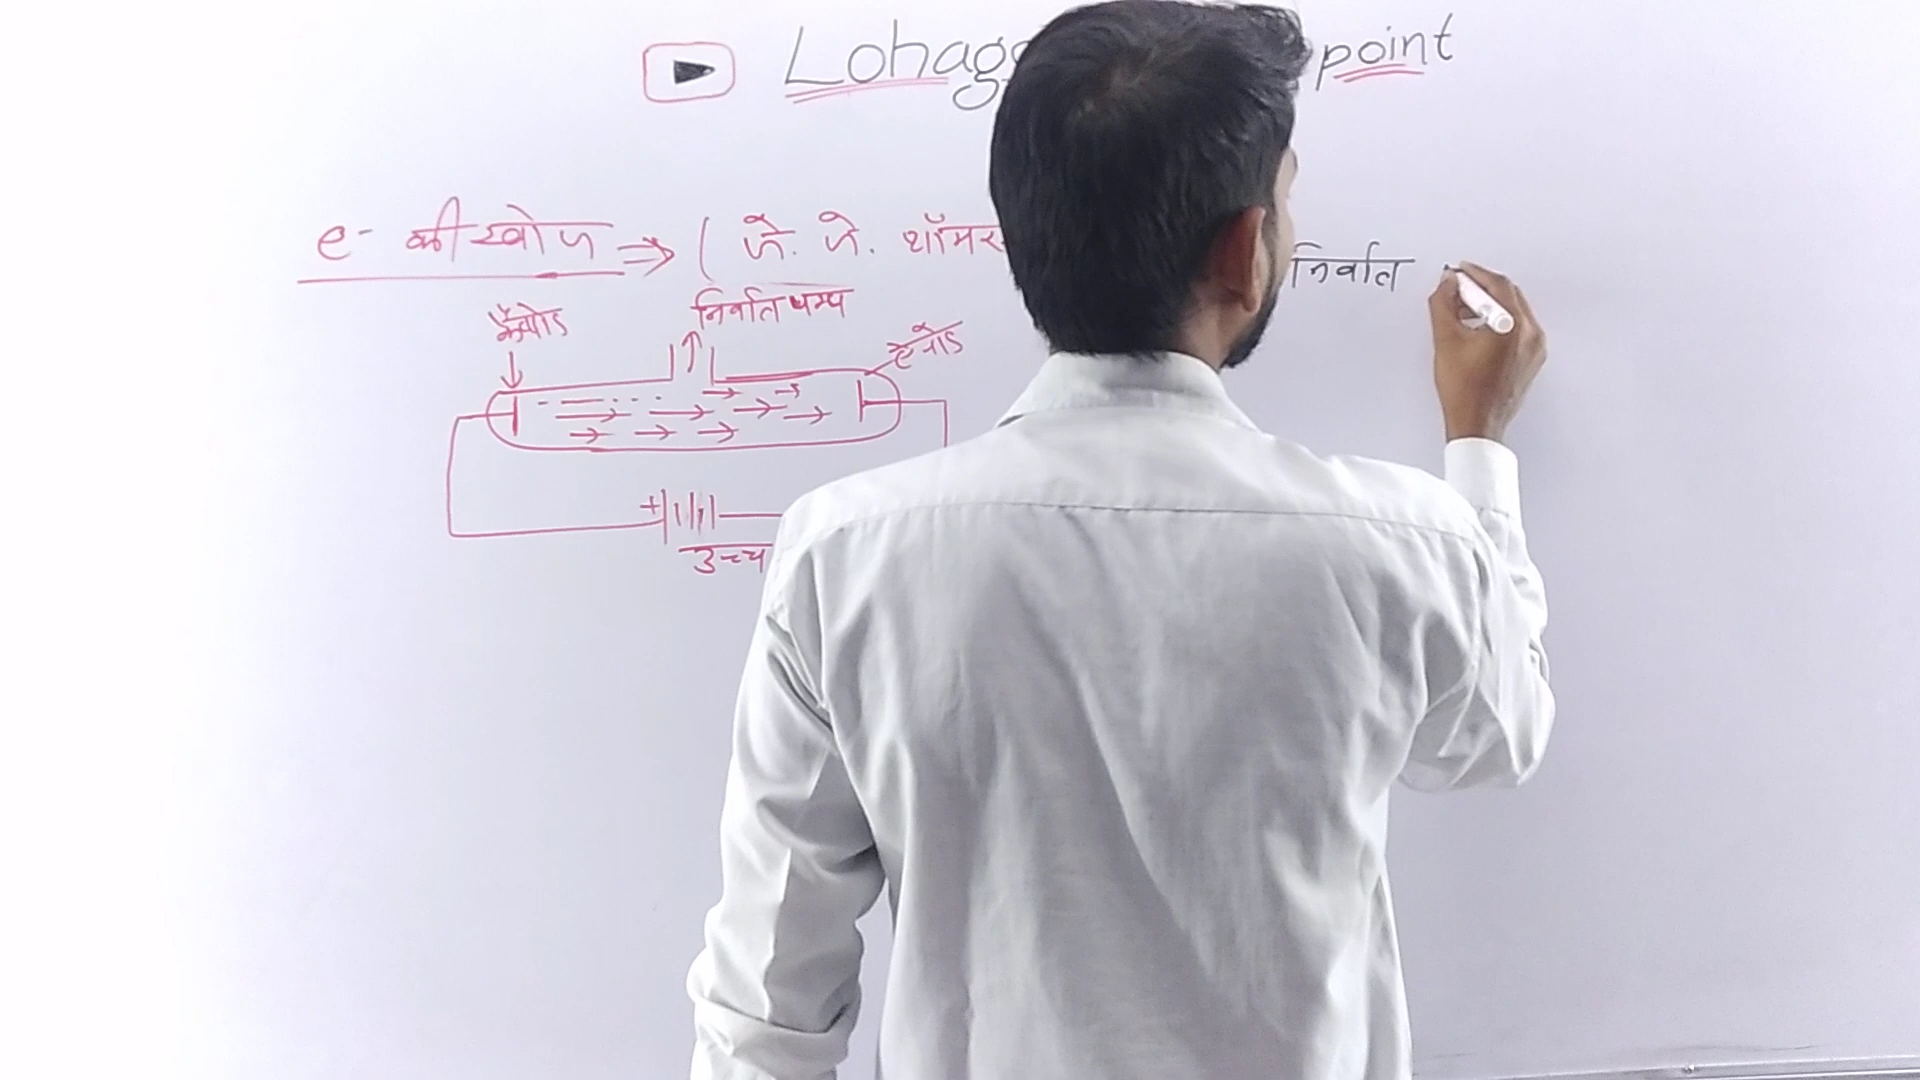 Lohag point
e- की खोज ⇒ ( जे. जे. थॉमस
निर्वात
कैथोड
निर्वात पम्प
ऐनोड
+
उच्च